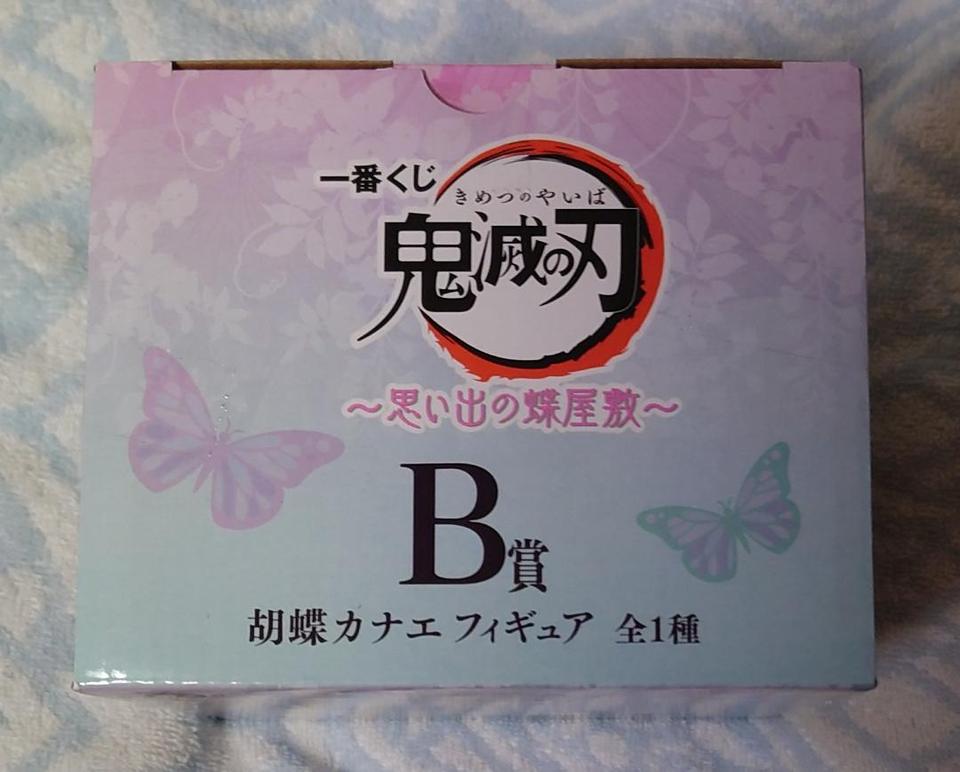 一番くじ
きめつのやいば
鬼滅の刃
～思い出の蝶屋敷～
B賞
胡蝶カナエ フィギュア 全1種